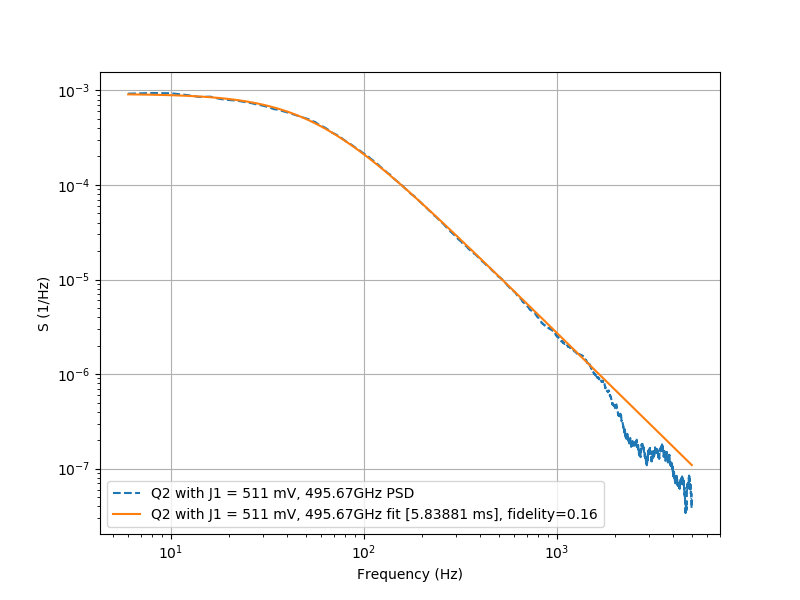 10⁻³
10⁻⁴
10⁻⁵
10⁻⁶
10⁻⁷
S (1/Hz)
Q2 with J1 = 511 mV, 495.67GHz PSD
Q2 with J1 = 511 mV, 495.67GHz fit [5.83881 ms], fidelity=0.16
10¹ 10² 10³
Frequency (Hz)